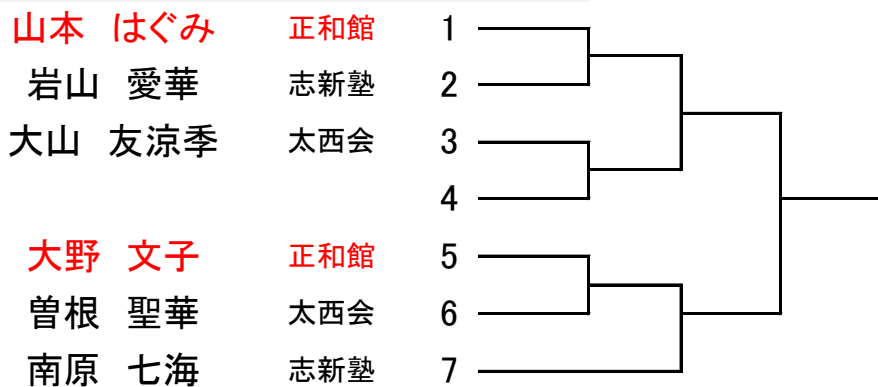 山本 はぐみ 正和館 1
岩山 愛華 志新塾 2
大山 友涼季 太西会 3
4
大野 文子 正和館 5
曽根 聖華 太西会 6
南原 七海 志新塾 7